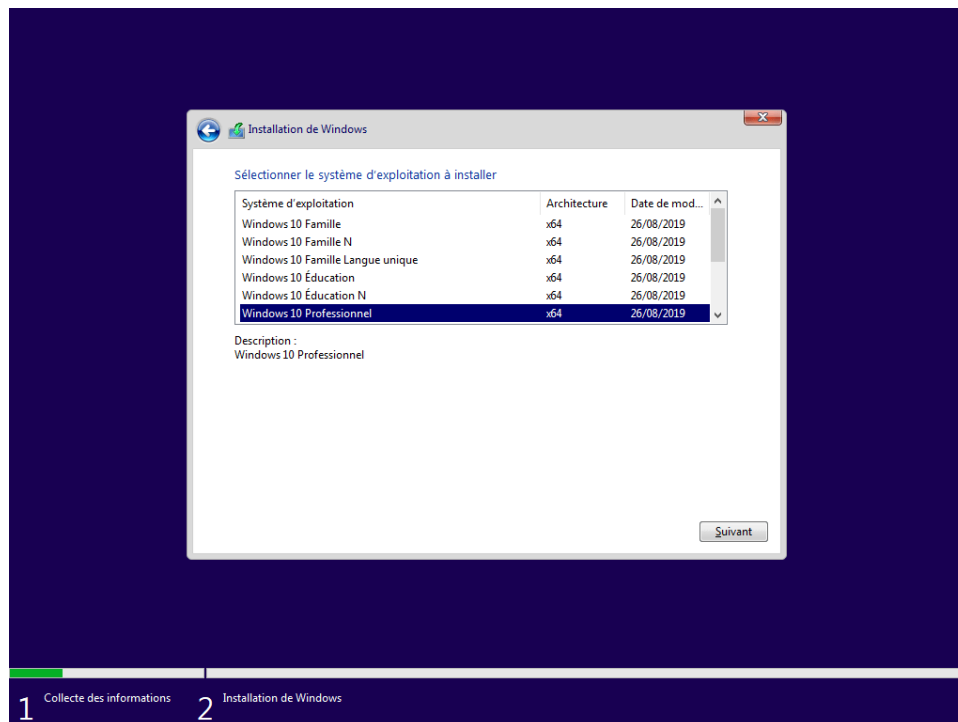 Installation de Windows
Sélectionner le système d'exploitation à installer
Système d'exploitation Architecture Date de mod...
Windows 10 Famille x64 26/08/2019
Windows 10 Famille N x64 26/08/2019
Windows 10 Famille Langue unique x64 26/08/2019
Windows 10 Éducation x64 26/08/2019
Windows 10 Éducation N x64 26/08/2019
Windows 10 Professionnel x64 26/08/2019
Description :
Windows 10 Professionnel
Suivant
1 Collecte des informations 2 Installation de Windows